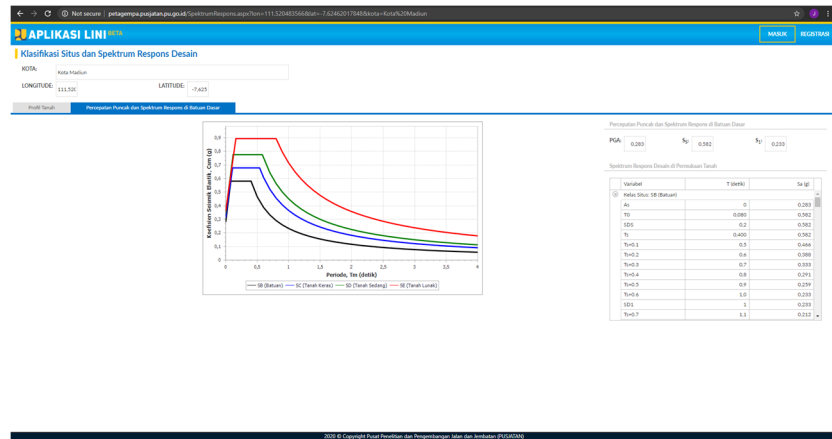 Not secure | petagempa.pusjatan.pu.go.id/SpektrumRespons.aspx?lon=111.520483566&lat=-7.62462017848&kota=Kota%20Madiun
APLIKASI LINI BETA
MASUK REGISTRASI
Klasifikasi Situs dan Spektrum Respons Desain
KOTA: Kota Madiun
LONGITUDE: 111,520 LATITUDE: -7,625
Profil Tanah Percepatan Puncak dan Spektrum Respons di Batuan Dasar
Koefisien Seismik Elastik, Csm (g)
0,9
0,8
0,7
0,6
0,5
0,4
0,3
0,2
0,1
0
0 0,5 1 1,5 2 2,5 3 3,5 4
Periode, Tm (detik)
SB (Batuan) SC (Tanah Keras) SD (Tanah Sedang) SE (Tanah Lunak)
Percepatan Puncak dan Spektrum Respons di Batuan Dasar
PGA: 0,283 Ss: 0,582 S1: 0,233
Spektrum Respons Desain di Permukaan Tanah
Variabel T (detik) Sa (g)
Kelas Situs: SB (Batuan)
As 0 0,283
T0 0,080 0,582
SDS 0,2 0,582
Ts 0,400 0,582
Ts+0.1 0,5 0,466
Ts+0.2 0,6 0,388
Ts+0.3 0,7 0,333
Ts+0.4 0,8 0,291
Ts+0.5 0,9 0,259
Ts+0.6 1,0 0,233
SD1 1 0,233
Ts+0.7 1,1 0,212
2020 © Copyright Pusat Penelitian dan Pengembangan Jalan dan Jembatan (PUSJATAN)